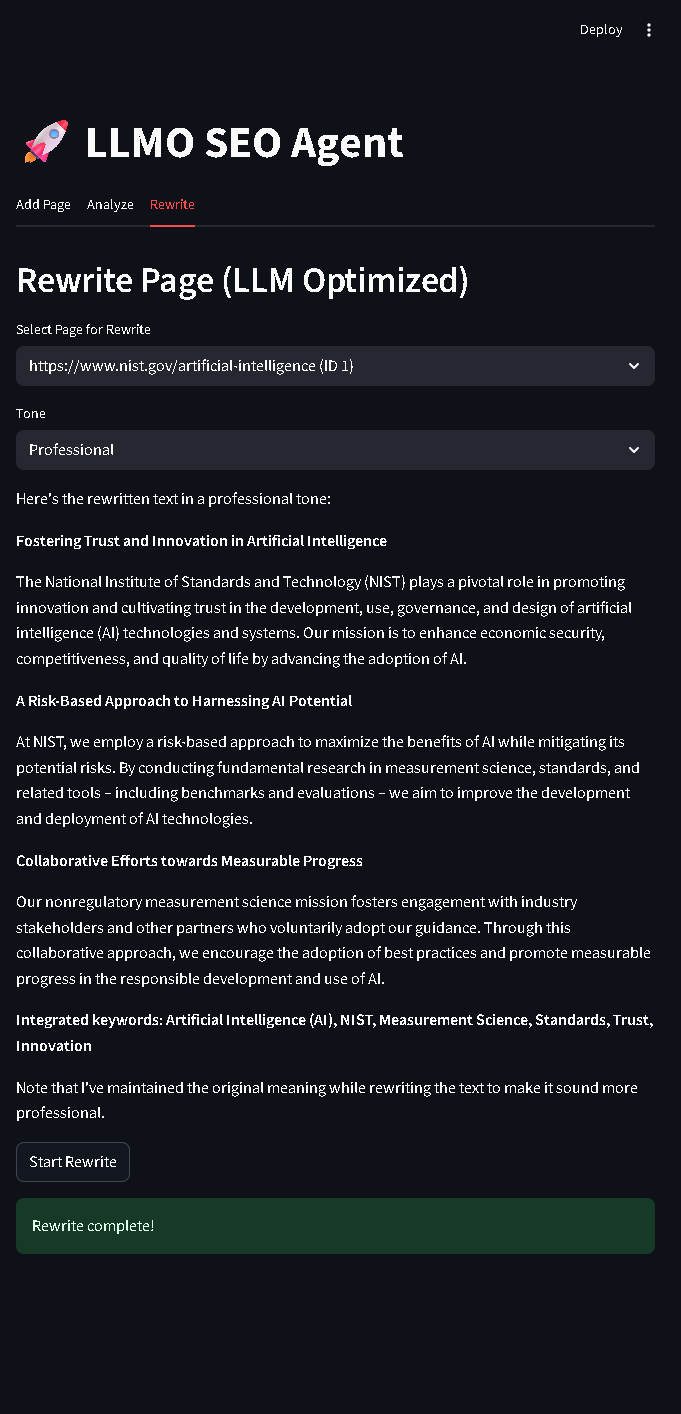 Deploy
LLMO SEO Agent
Add Page Analyze Rewrite
Rewrite Page (LLM Optimized)
Select Page for Rewrite
https://www.nist.gov/artificial-intelligence (ID 1)
Tone
Professional
Here's the rewritten text in a professional tone:
Fostering Trust and Innovation in Artificial Intelligence
The National Institute of Standards and Technology (NIST) plays a pivotal role in promoting
innovation and cultivating trust in the development, use, governance, and design of artificial
intelligence (AI) technologies and systems. Our mission is to enhance economic security,
competitiveness, and quality of life by advancing the adoption of AI.
A Risk-Based Approach to Harnessing AI Potential
At NIST, we employ a risk-based approach to maximize the benefits of AI while mitigating its
potential risks. By conducting fundamental research in measurement science, standards, and
related tools – including benchmarks and evaluations – we aim to improve the development
and deployment of AI technologies.
Collaborative Efforts towards Measurable Progress
Our nonregulatory measurement science mission fosters engagement with industry
stakeholders and other partners who voluntarily adopt our guidance. Through this
collaborative approach, we encourage the adoption of best practices and promote measurable
progress in the responsible development and use of AI.
Integrated keywords: Artificial Intelligence (AI), NIST, Measurement Science, Standards, Trust,
Innovation
Note that I've maintained the original meaning while rewriting the text to make it sound more
professional.
Start Rewrite
Rewrite complete!